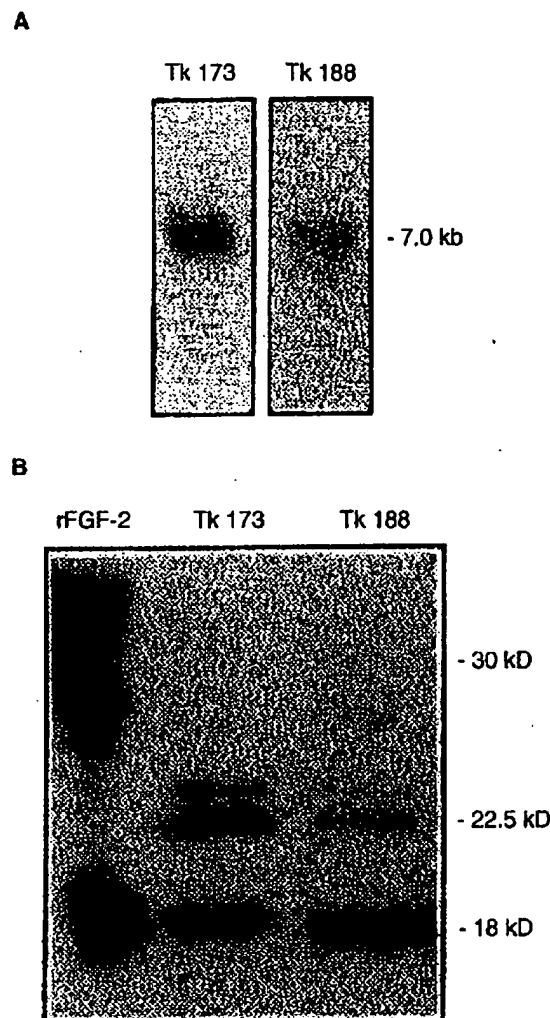 A
Tk 173 Tk 188
- 7.0 kb
B
rFGF-2 Tk 173 Tk 188
- 30 kD
- 22.5 kD
- 18 kD